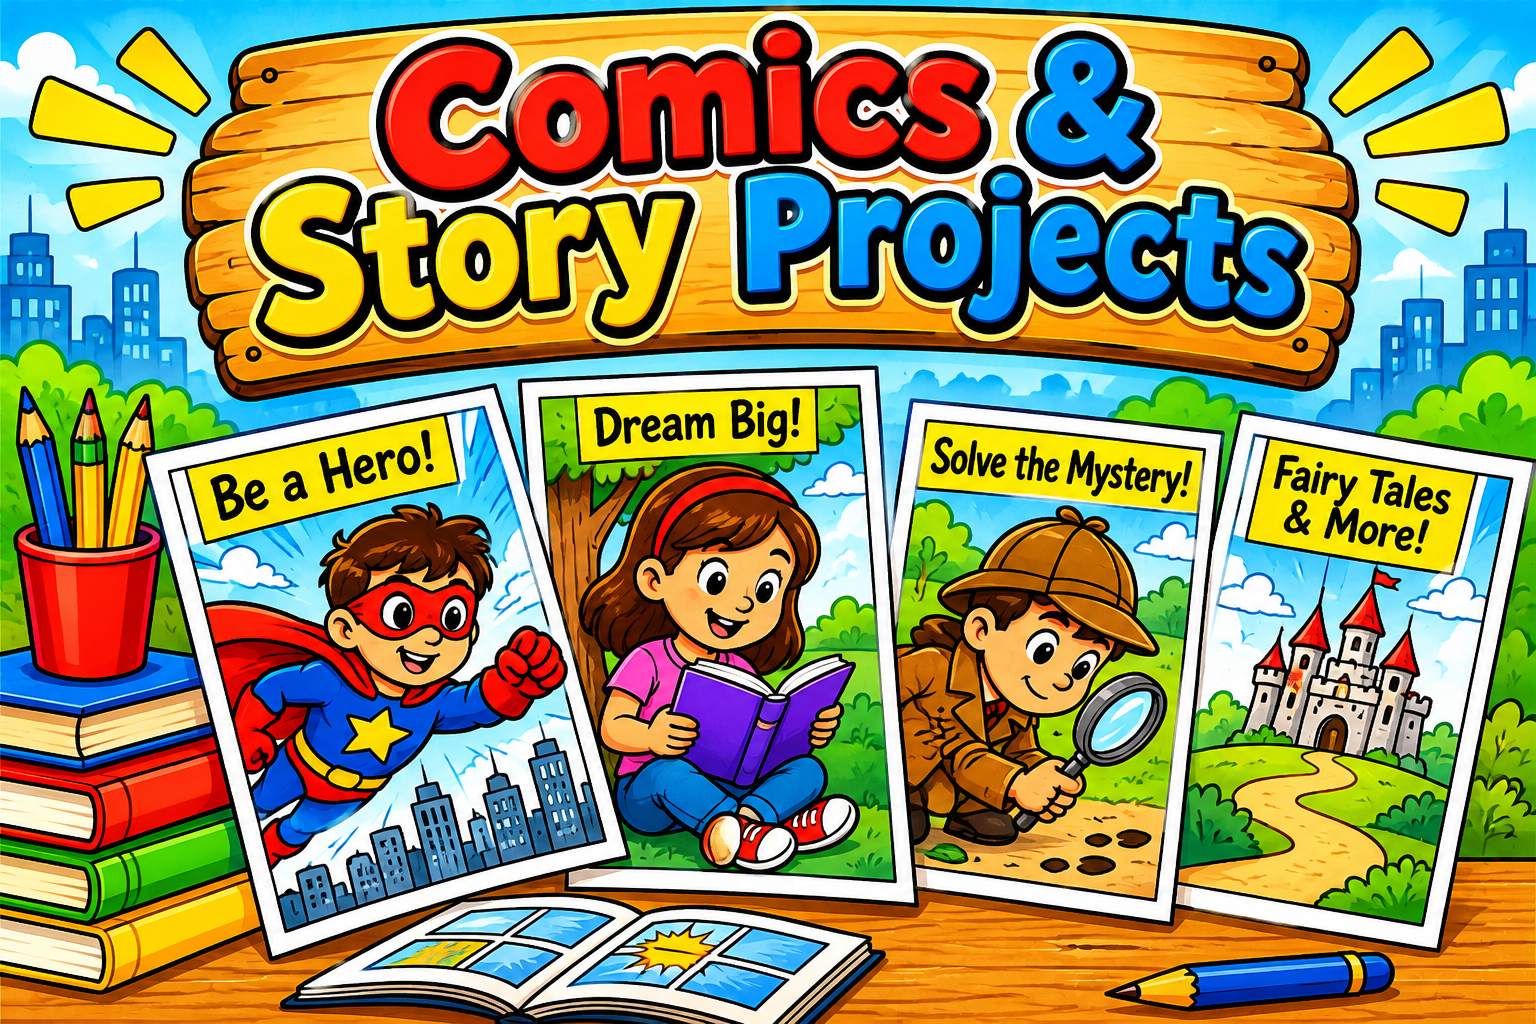 Comics &
Story Projects
Be a Hero!
Dream Big!
Solve the Mystery!
Fairy Tales
& More!